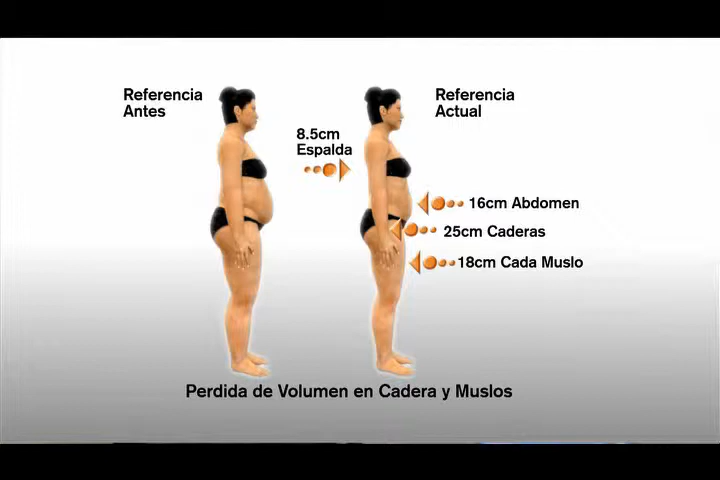 Referencia
Antes
Referencia
Actual
8.5cm
Espalda
16cm Abdomen
25cm Caderas
18cm Cada Muslo
Perdida de Volumen en Cadera y Muslos